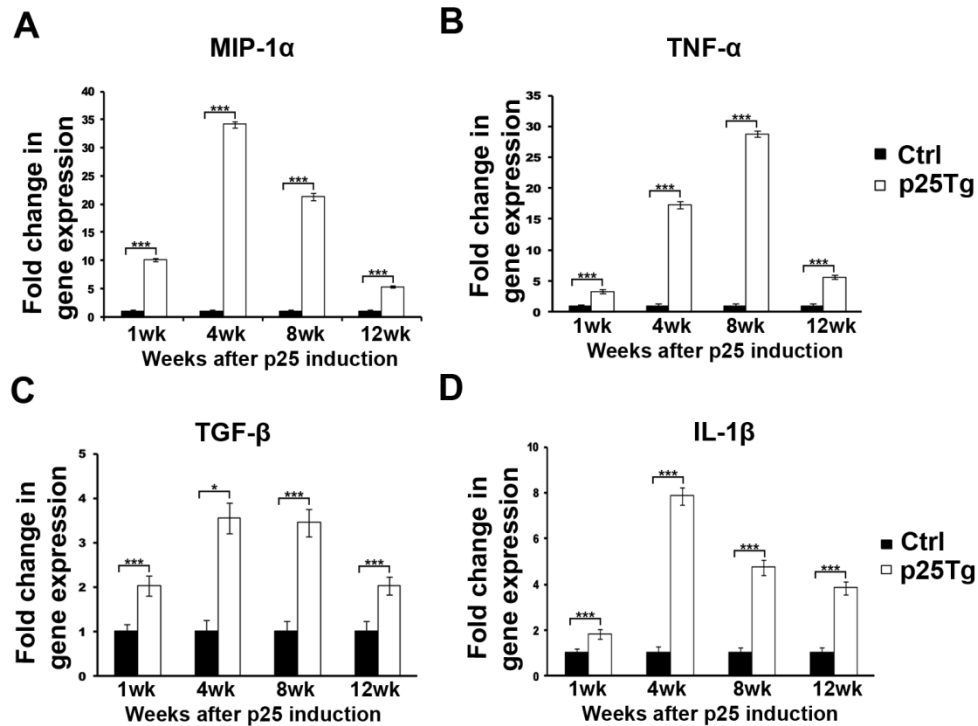 A
MIP-1α
Fold change in
gene expression
40
35
30
25
20
15
10
5
0
***
***
***
***
1wk 4wk 8wk 12wk
Weeks after p25 induction
B
TNF-α
Fold change in
gene expression
35
30
25
20
15
10
5
0
***
***
***
***
1wk 4wk 8wk 12wk
Weeks after p25 induction
Ctrl
p25Tg
C
TGF-β
Fold change in
gene expression
5
4
3
2
1
0
***
*
***
***
1wk 4wk 8wk 12wk
Weeks after p25 induction
D
IL-1β
Fold change in
gene expression
10
8
6
4
2
0
***
***
***
***
1wk 4wk 8wk 12wk
Weeks after p25 induction
Ctrl
p25Tg